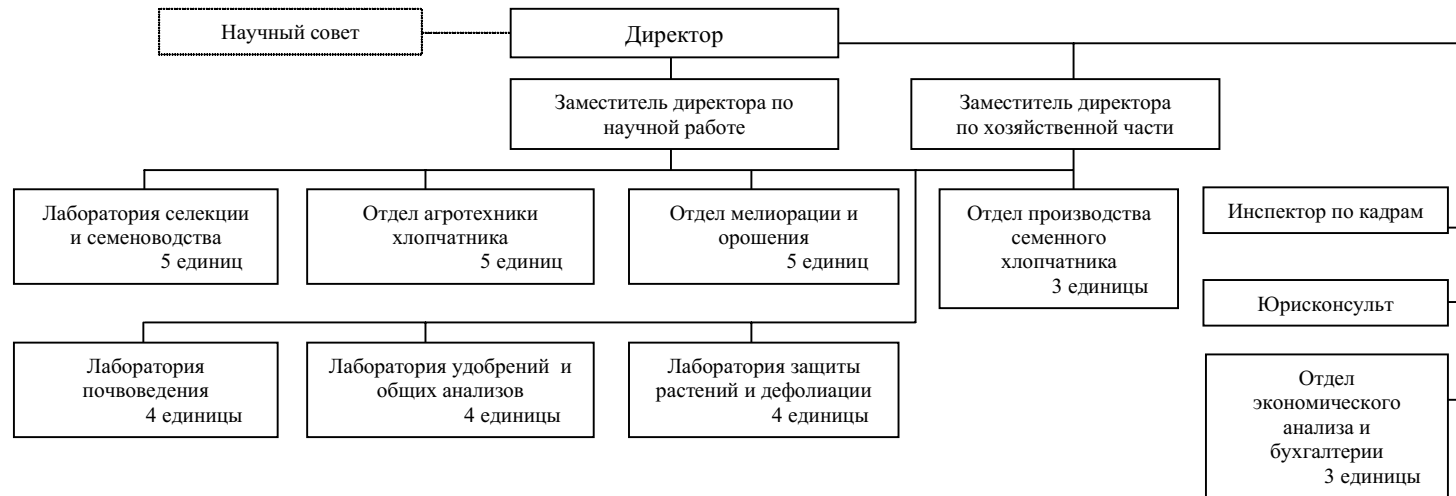 Научный совет
Директор
Заместитель директора по
научной работе
Заместитель директора
по хозяйственной части
Лаборатория селекции
и семеноводства
5 единиц
Отдел агротехники
хлопчатника
5 единиц
Отдел мелиорации и
орошения
5 единиц
Отдел производства
семенного
хлопчатника
3 единицы
Инспектор по кадрам
Юрисконсульт
Лаборатория
почвоведения
4 единицы
Лаборатория удобрений и
общих анализов
4 единицы
Лаборатория защиты
растений и дефолиации
4 единицы
Отдел
экономического
анализа и
бухгалтерии
3 единицы